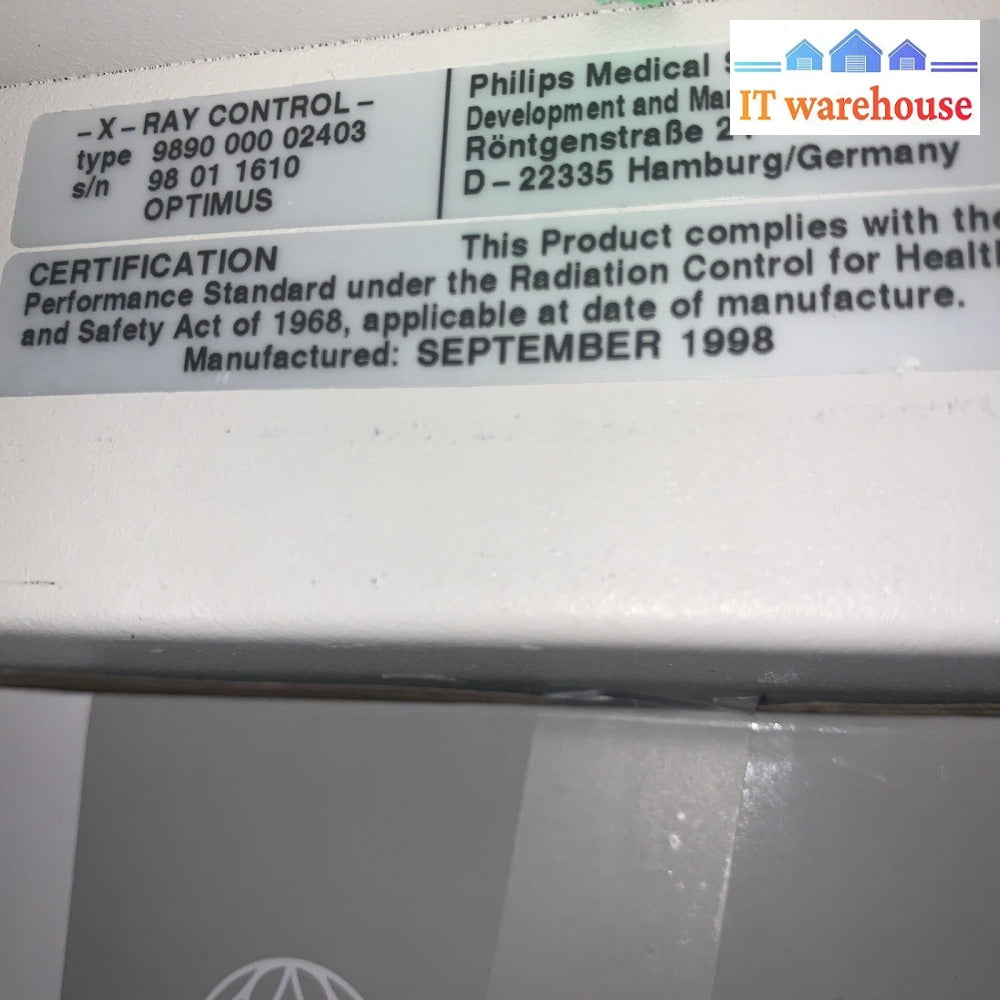 - X - RAY CONTROL -
type 9890 000 02403
s/n 98 01 1610
OPTIMUS
Philips Medical
Development and
Röntgenstraße
D - 22335 Hamburg/Germany
CERTIFICATION This Product complies with the
Performance Standard under the Radiation Control for Health
and Safety Act of 1968, applicable at date of manufacture.
Manufactured: SEPTEMBER 1998
IT warehouse